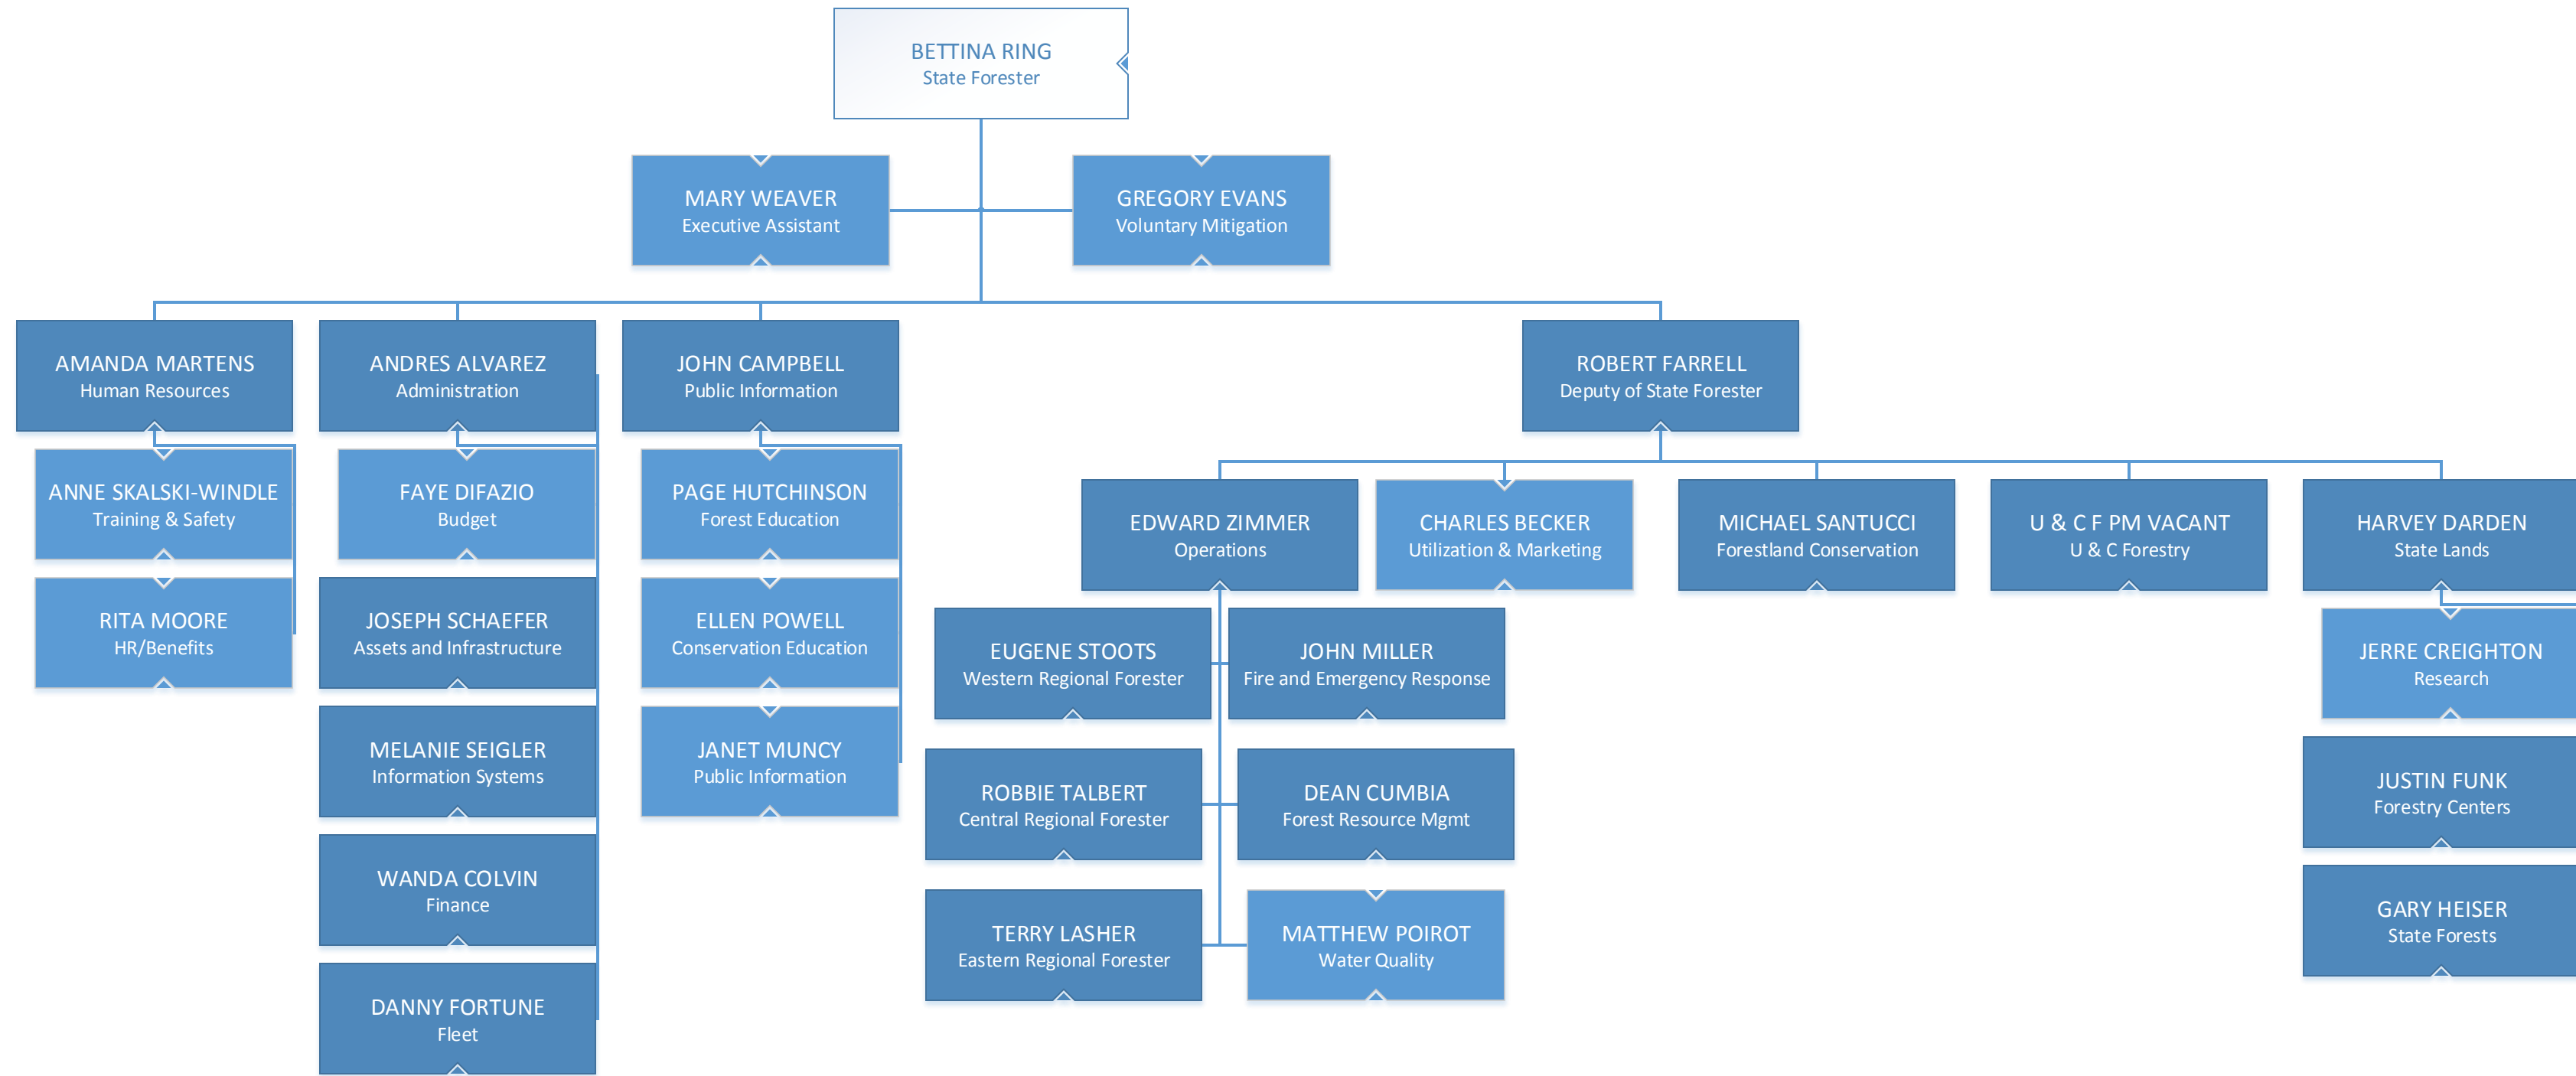 BETTINA RING
State Forester
MARY WEAVER
Executive Assistant
GREGORY EVANS
Voluntary Mitigation
AMANDA MARTENS
Human Resources
ANDRES ALVAREZ
Administration
JOHN CAMPBELL
Public Information
ROBERT FARRELL
Deputy of State Forester
ANNE SKALSKI-WINDLE
Training & Safety
RITA MOORE
HR/Benefits
FAYE DIFAZIO
Budget
JOSEPH SCHAEFER
Assets and Infrastructure
MELANIE SEIGLER
Information Systems
WANDA COLVIN
Finance
DANNY FORTUNE
Fleet
PAGE HUTCHINSON
Forest Education
ELLEN POWELL
Conservation Education
JANET MUNCY
Public Information
EDWARD ZIMMER
Operations
CHARLES BECKER
Utilization & Marketing
MICHAEL SANTUCCI
Forestland Conservation
U & C F PM VACANT
U & C Forestry
HARVEY DARDEN
State Lands
EUGENE STOOTS
Western Regional Forester
JOHN MILLER
Fire and Emergency Response
ROBBIE TALBERT
Central Regional Forester
DEAN CUMBIA
Forest Resource Mgmt
TERRY LASHER
Eastern Regional Forester
MATTHEW POIROT
Water Quality
JERRE CREIGHTON
Research
JUSTIN FUNK
Forestry Centers
GARY HEISER
State Forests